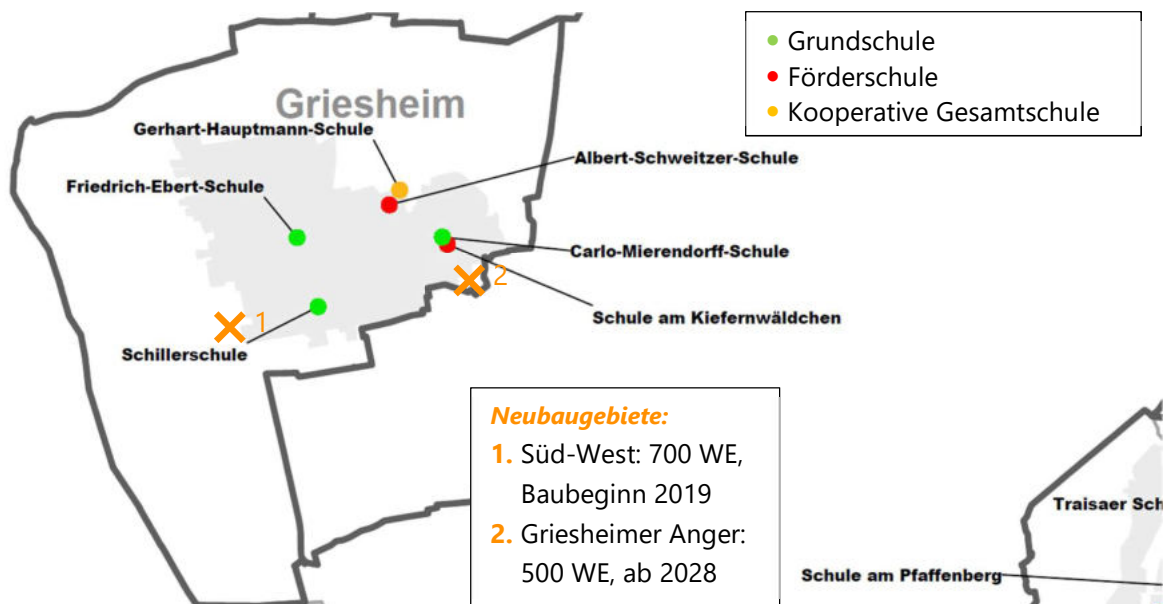 Grundschule
Förderschule
Kooperative Gesamtschule
Griesheim
Gerhart-Hauptmann-Schule
Albert-Schweitzer-Schule
Friedrich-Ebert-Schule
Carlo-Mierendorff-Schule
2
1
Schule am Kiefernwäldchen
Schillerschule
Neubaugebiete:
1. Süd-West: 700 WE,
Baubeginn 2019
2. Griesheimer Anger:
500 WE, ab 2028
Traisaer Sch
Schule am Pfaffenberg